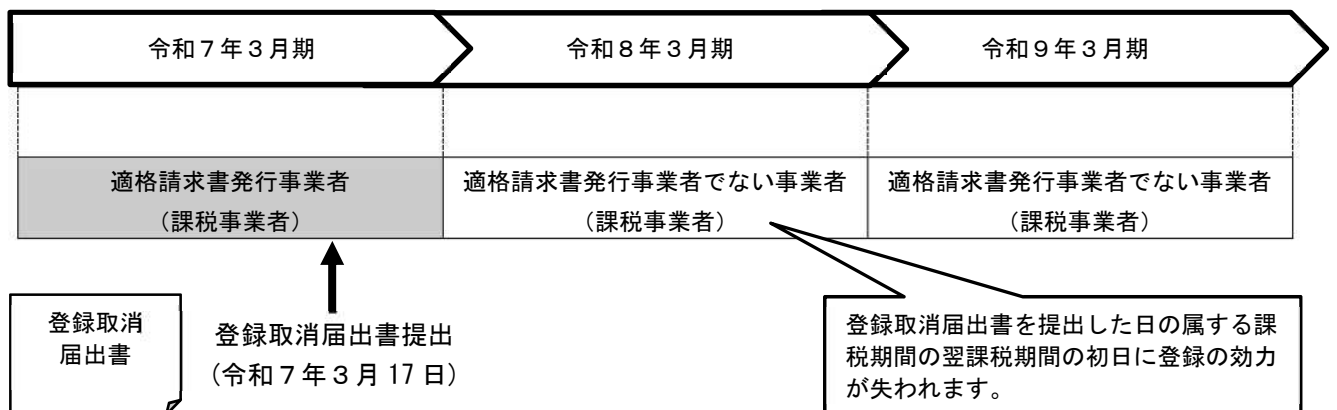 令和７年３月期
令和８年３月期
令和９年３月期
適格請求書発行事業者
（課税事業者）
適格請求書発行事業者でない事業者
（課税事業者）
適格請求書発行事業者でない事業者
（課税事業者）
登録取消
届出書
登録取消届出書提出
（令和７年３月 17 日）
登録取消届出書を提出した日の属する課
税期間の翌課税期間の初日に登録の効力
が失われます。